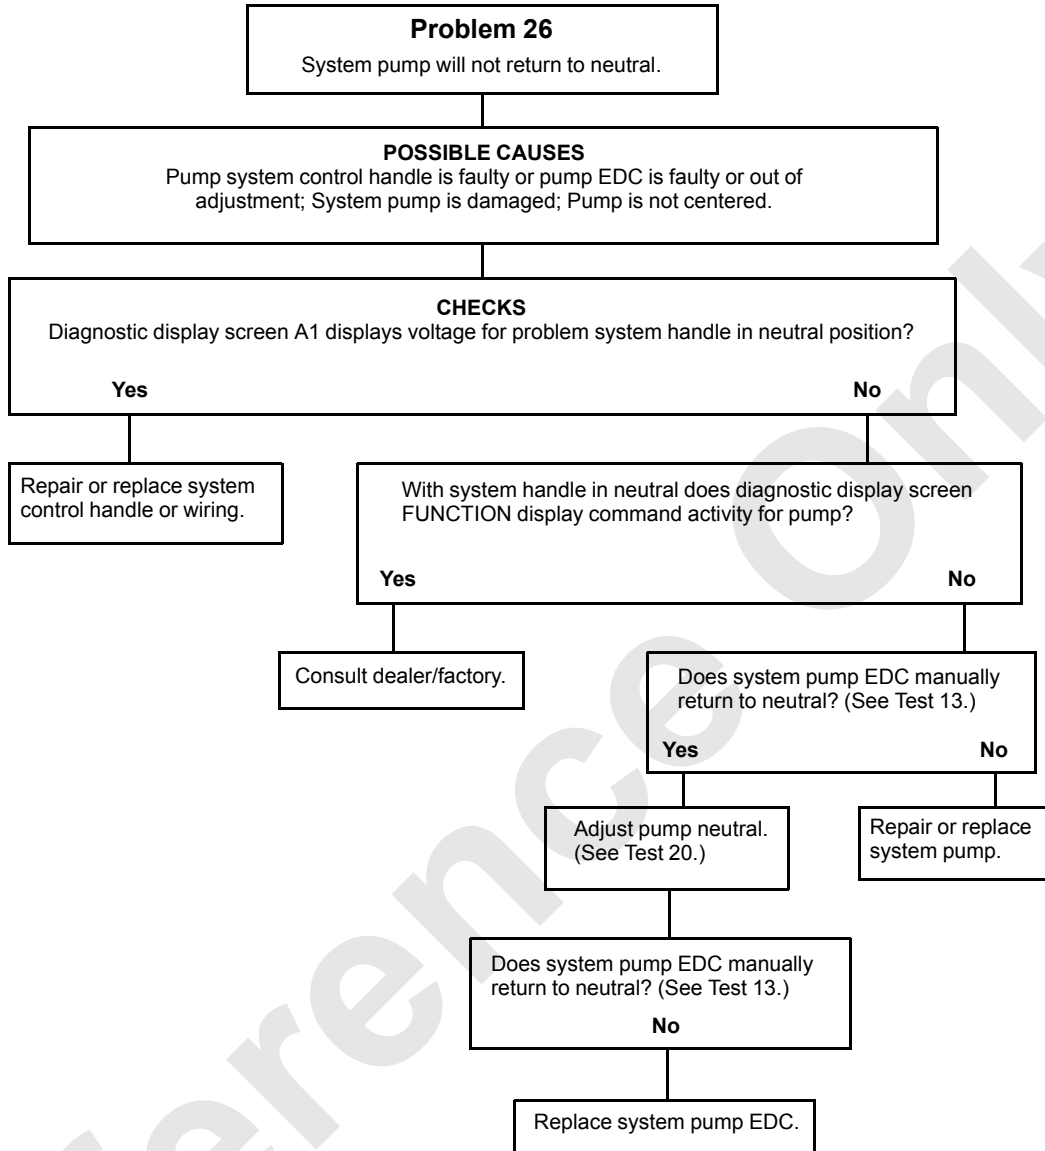 Problem 26
System pump will not return to neutral.
POSSIBLE CAUSES
Pump system control handle is faulty or pump EDC is faulty or out of
adjustment; System pump is damaged; Pump is not centered.
CHECKS
Diagnostic display screen A1 displays voltage for problem system handle in neutral position?
Yes
No
Repair or replace system
control handle or wiring.
With system handle in neutral does diagnostic display screen
FUNCTION display command activity for pump?
Yes
No
Consult dealer/factory.
Does system pump EDC manually
return to neutral? (See Test 13.)
Yes
No
Adjust pump neutral.
(See Test 20.)
Repair or replace
system pump.
Does system pump EDC manually
return to neutral? (See Test 13.)
No
Replace system pump EDC.